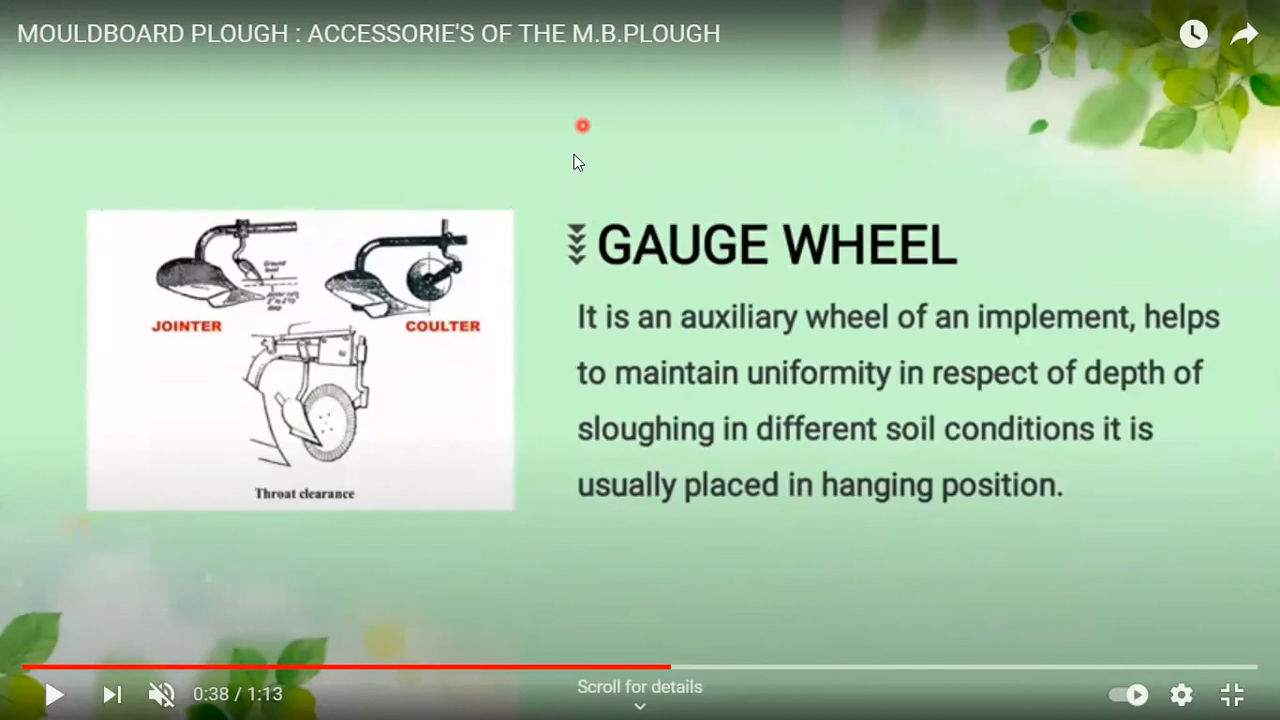 MOULDBOARD PLOUGH : ACCESSORIE'S OF THE M.B.PLOUGH
JOINTER
COULTER
Throat clearance
GAUGE WHEEL
It is an auxiliary wheel of an implement, helps
to maintain uniformity in respect of depth of
sloughing in different soil conditions it is
usually placed in hanging position.
0:38 / 1:13
Scroll for details